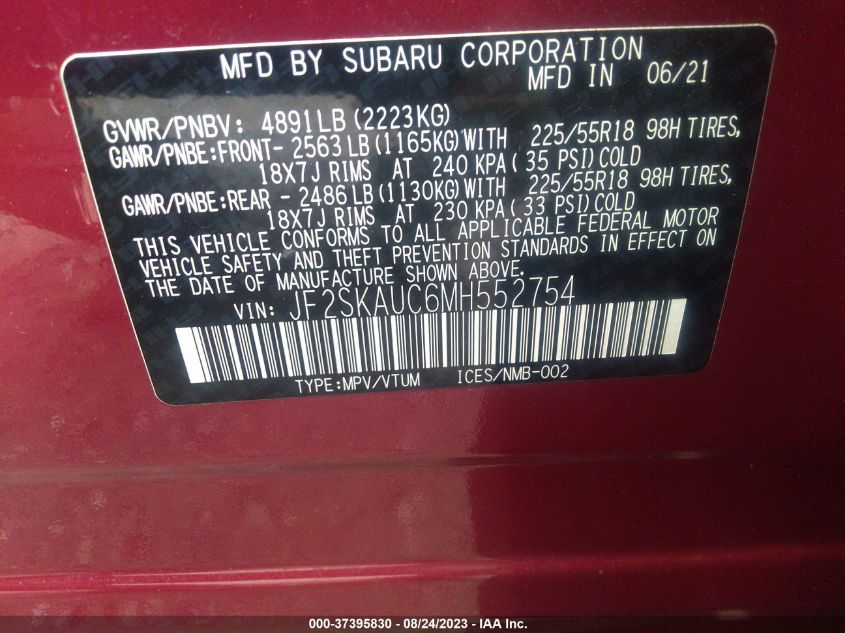 MFD BY SUBARU CORPORATION
MFD IN 06/21
GVWR/PNBV: 4891LB(2223KG)
GAWR/PNBE:FRONT- 2563LB(1165KG)WITH 225/55R18 98H TIRES,
18X7J RIMS AT 240 KPA( 35 PSI)COLD
GAWR/PNBE:REAR - 2486LB(1130KG)WITH 225/55R18 98H TIRES,
18X7J RIMS AT 230 KPA( 33 PSI)COLD
THIS VEHICLE CONFORMS TO ALL APPLICABLE FEDERAL MOTOR
VEHICLE SAFETY AND THEFT PREVENTION STANDARDS IN EFFECT ON
THE DATE OF MANUFACTURE SHOWN ABOVE.
VIN: JF2SKAUC6MH552754
TYPE:MPV/VTUM ICES/NMB-002
000-37395830 - 08/24/2023 - IAA Inc.